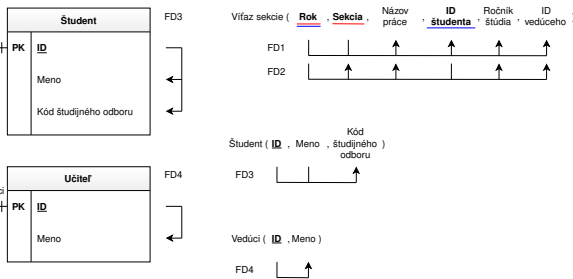 Študent
FD3
PK
ID
Meno
Kód študijného odboru
Učiteľ
FD4
PK
ID
Meno
Víťaz sekcie ( Rok , Sekcia , Názov práce , ID študenta , Ročník štúdia , ID vedúceho
FD1
FD2
Študent ( ID , Meno , Kód študijného odboru )
FD3
Vedúci ( ID , Meno )
FD4